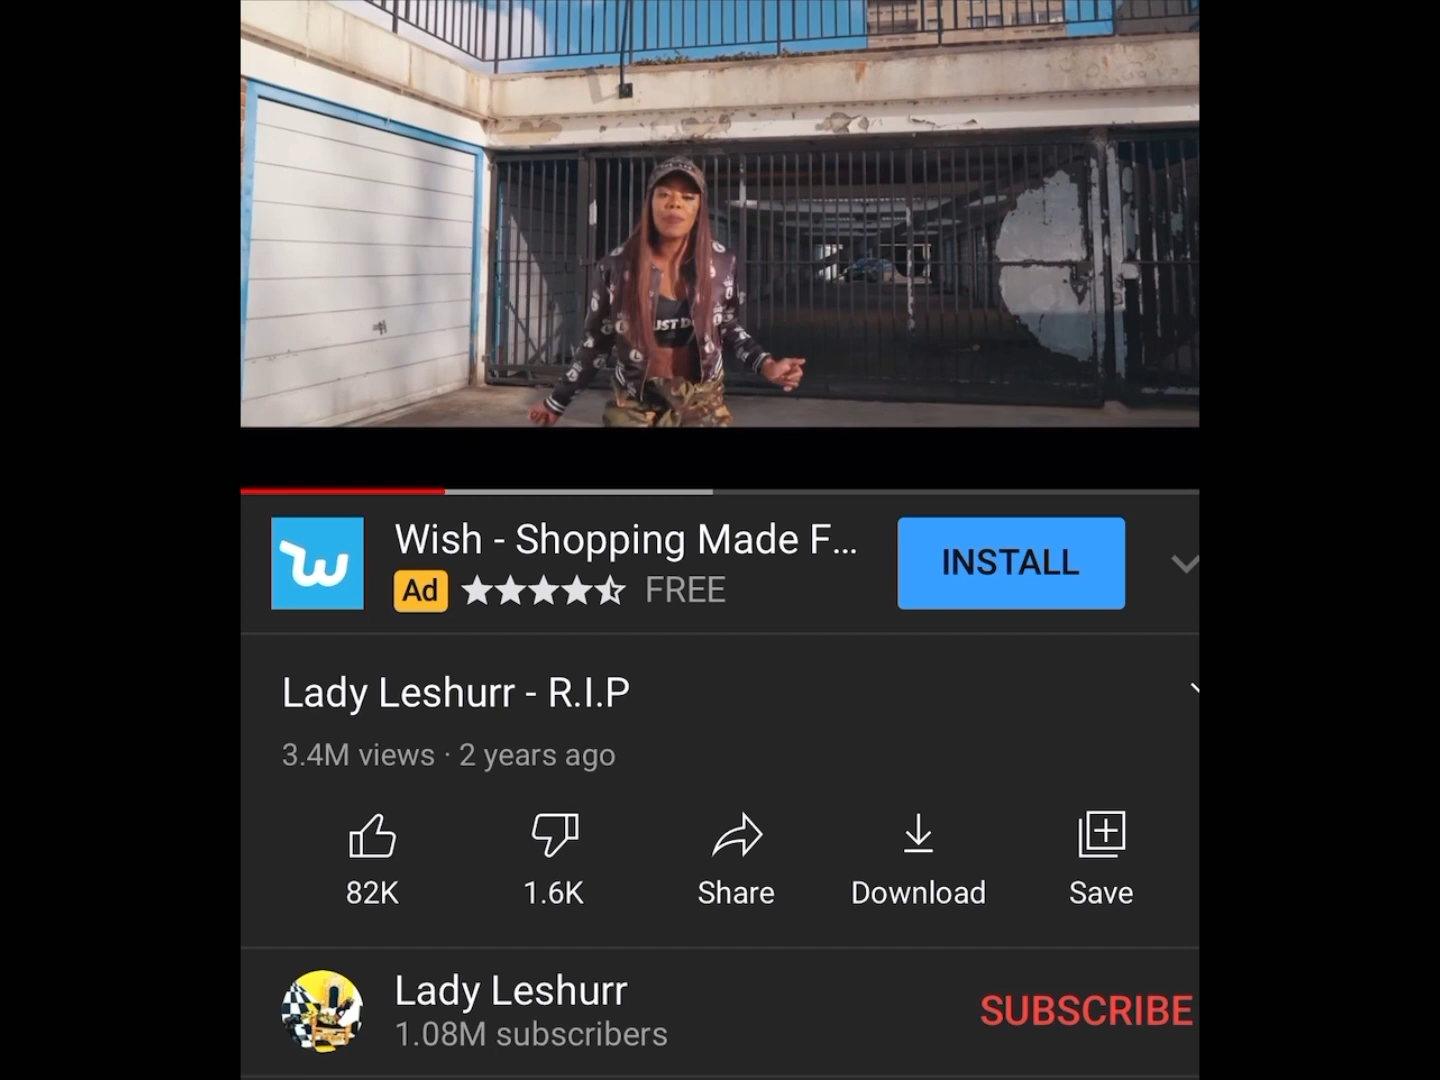 UST D
Wish - Shopping Made F...
Ad FREE
INSTALL
Lady Leshurr - R.I.P
3.4M views · 2 years ago
82K
1.6K
Share
Download
Save
Lady Leshurr
1.08M subscribers
SUBSCRIBE